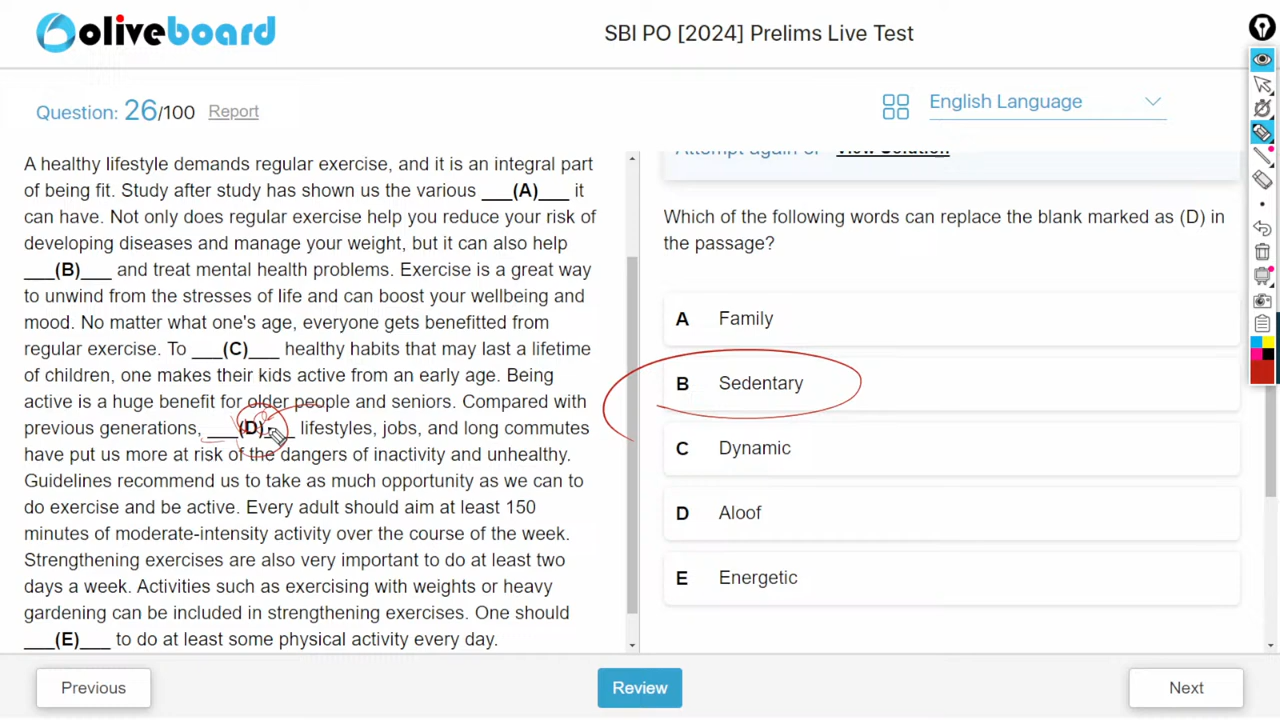 oliveboard
SBI PO [2024] Prelims Live Test
Question: 26/100 Report
English Language
A healthy lifestyle demands regular exercise, and it is an integral part
of being fit. Study after study has shown us the various ___(A)___ it
can have. Not only does regular exercise help you reduce your risk of
developing diseases and manage your weight, but it can also help
___(B)___ and treat mental health problems. Exercise is a great way
to unwind from the stresses of life and can boost your wellbeing and
mood. No matter what one's age, everyone gets benefitted from
regular exercise. To ___(C)___ healthy habits that may last a lifetime
of children, one makes their kids active from an early age. Being
active is a huge benefit for older people and seniors. Compared with
previous generations, ___(D)___ lifestyles, jobs, and long commutes
have put us more at risk of the dangers of inactivity and unhealthy.
Guidelines recommend us to take as much opportunity as we can to
do exercise and be active. Every adult should aim at least 150
minutes of moderate-intensity activity over the course of the week.
Strengthening exercises are also very important to do at least two
days a week. Activities such as exercising with weights or heavy
gardening can be included in strengthening exercises. One should
___(E)___ to do at least some physical activity every day.
Attempt again or View Solution
Which of the following words can replace the blank marked as (D) in
the passage?
A Family
B Sedentary
C Dynamic
D Aloof
E Energetic
Previous
Review
Next